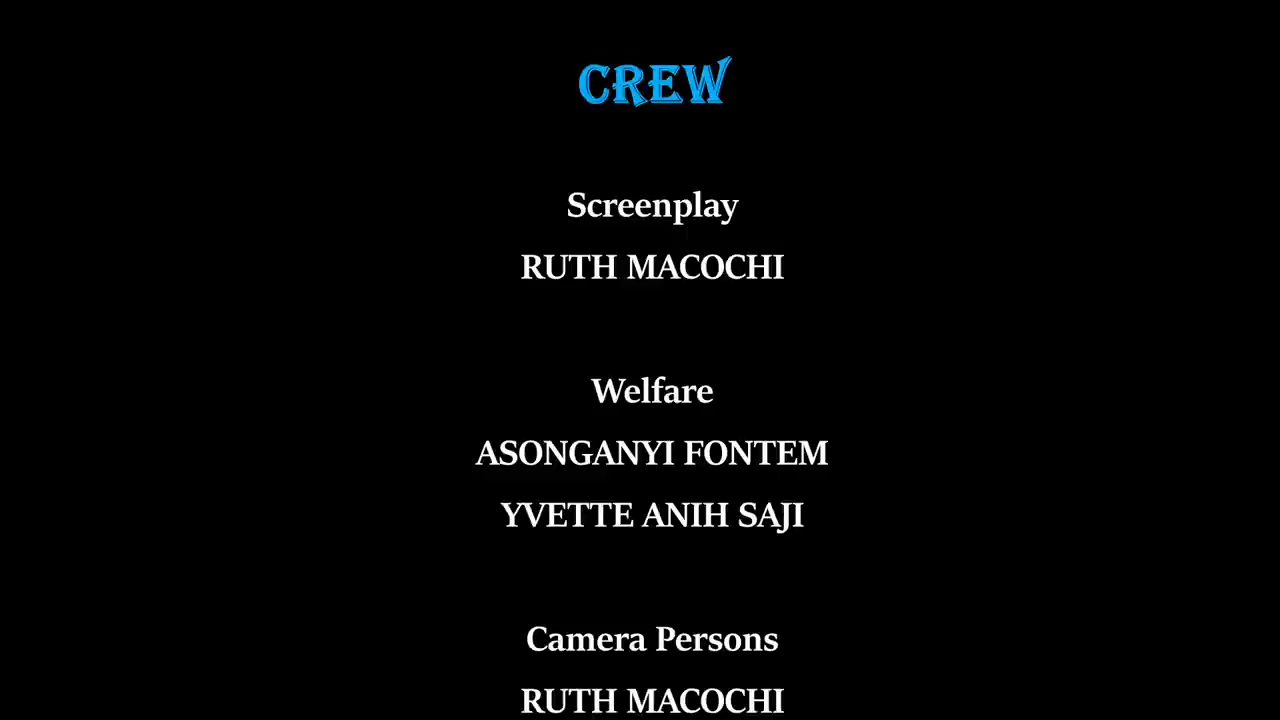 CREW
Screenplay
RUTH MACOCHI
Welfare
ASONGANYI FONTEM
YVETTE ANIH SAJI
Camera Persons
RUTH MACOCHI